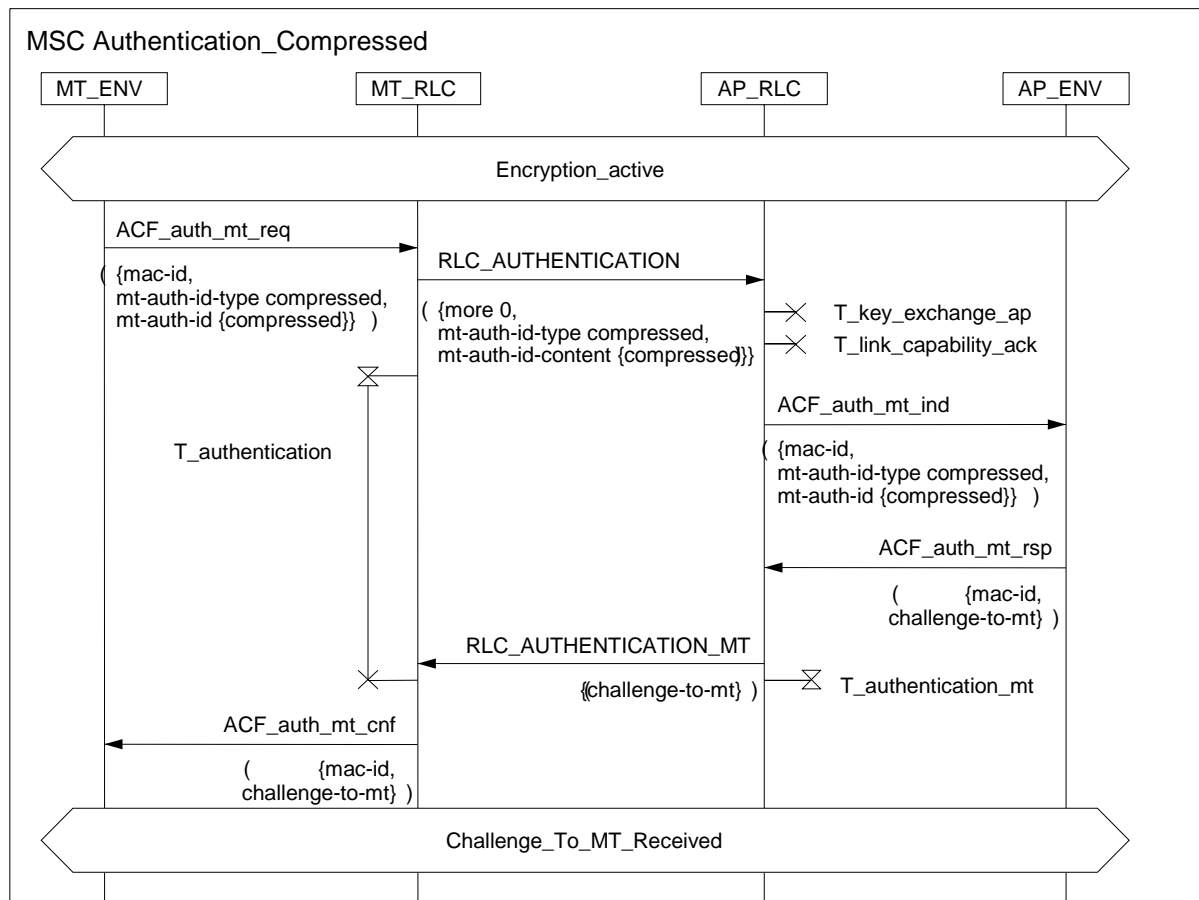 MSC Authentication_Compressed
MT_ENV
MT_RLC
AP_RLC
AP_ENV
Encryption_active
ACF_auth_mt_req
( {mac-id,
mt-auth-id-type compressed,
mt-auth-id {compressed}} )
RLC_AUTHENTICATION
( {more 0,
mt-auth-id-type compressed,
mt-auth-id-content {compressed}} )
T_key_exchange_ap
T_link_capability_ack
ACF_auth_mt_ind
( {mac-id,
mt-auth-id-type compressed,
mt-auth-id {compressed}} )
T_authentication
ACF_auth_mt_rsp
( {mac-id,
challenge-to-mt} )
RLC_AUTHENTICATION_MT
( {challenge-to-mt} )
T_authentication_mt
ACF_auth_mt_cnf
( {mac-id,
challenge-to-mt} )
Challenge_To_MT_Received